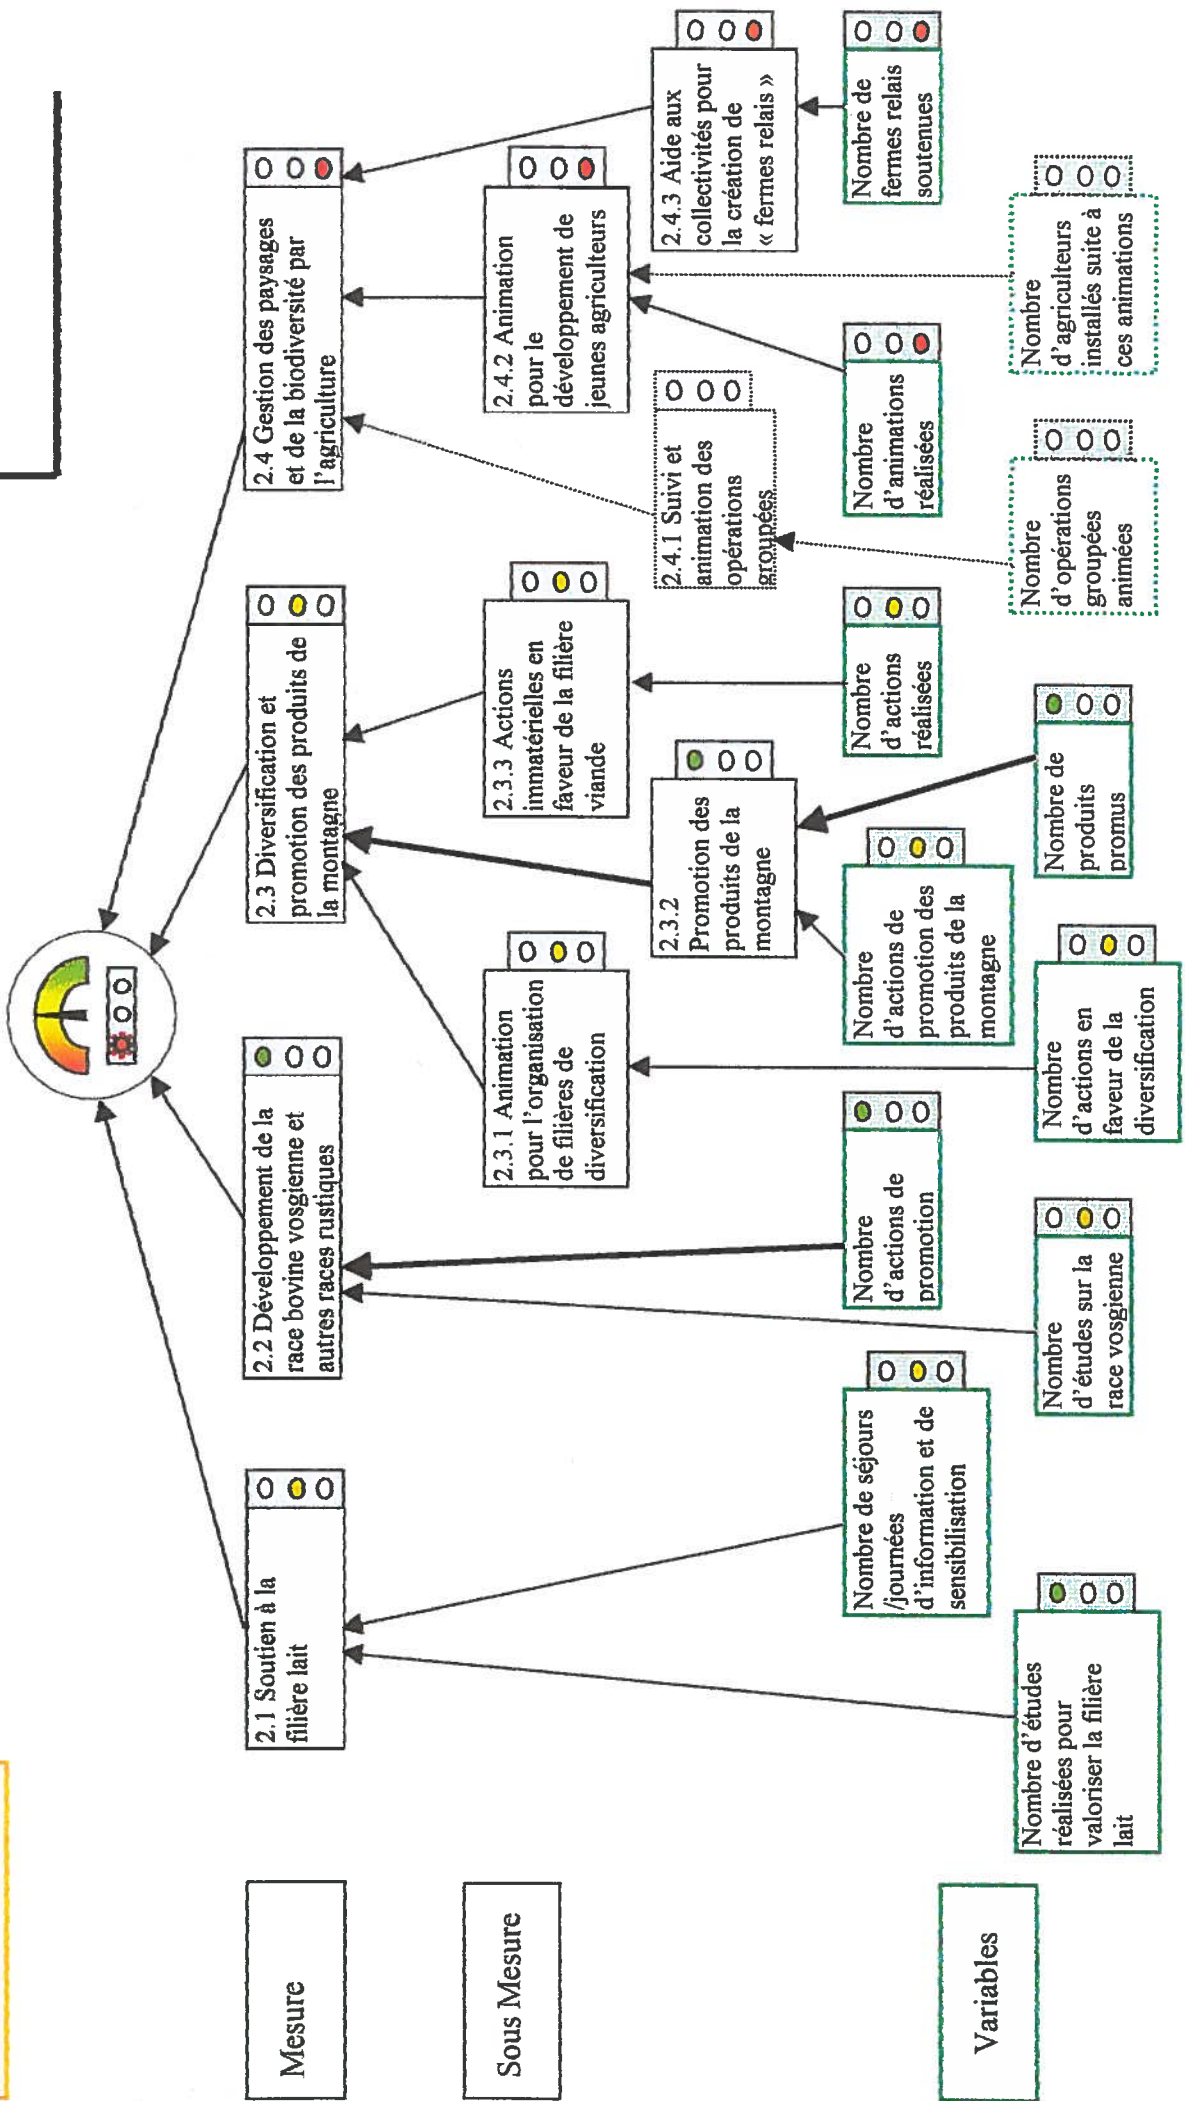 Mesure
2.1 Soutien à la
filière lait
2.2 Développement de la
race bovine vosgienne et
autres races rustiques
2.3 Diversification et
promotion des produits de
la montagne
2.4 Gestion des paysages
et de la biodiversité par
l'agriculture
Sous Mesure
2.3.1 Animation
pour l'organisation
de filières de
diversification
2.3.3 Actions
immatérielles en
faveur de la filière
viande
2.4.2 Animation
pour le
développement de
jeunes agriculteurs
2.3.2
Promotion des
produits de la
montagne
2.4.1 Suivi et
animation des
opérations
groupées
2.4.3 Aide aux
collectivités pour
la création de
« fermes relais »
Variables
Nombre de séjours
/journées
d'information et de
sensibilisation
Nombre
d'actions de
promotion
Nombre
d'actions de
promotion des
produits de la
montagne
Nombre
d'actions
réalisées
Nombre
d'animations
réalisées
Nombre de
fermes relais
soutenues
Nombre d'études
réalisées pour
valoriser la filière
lait
Nombre
d'études sur la
race vosgienne
Nombre
d'actions en
faveur de la
diversification
Nombre de
produits
promus
Nombre
d'opérations
groupées
animées
Nombre
d'agriculteurs
installés suite à
ces animations